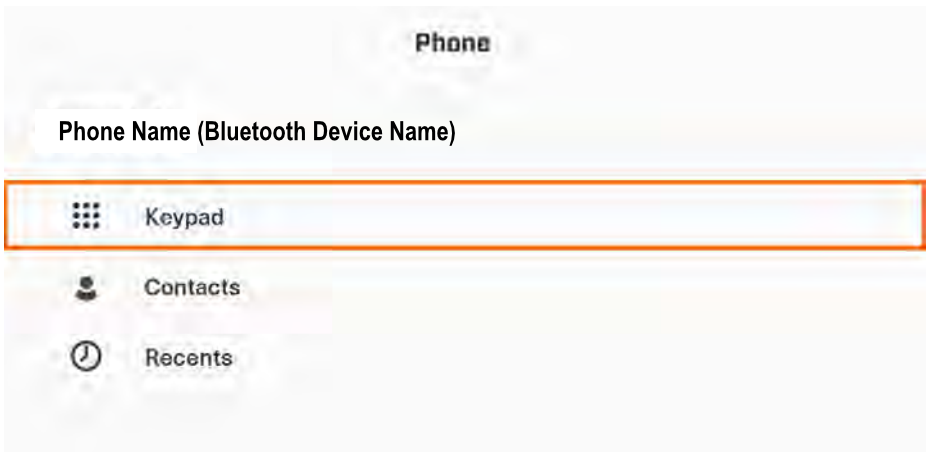 Phone
Phone Name (Bluetooth Device Name)
Keypad
Contacts
Recents